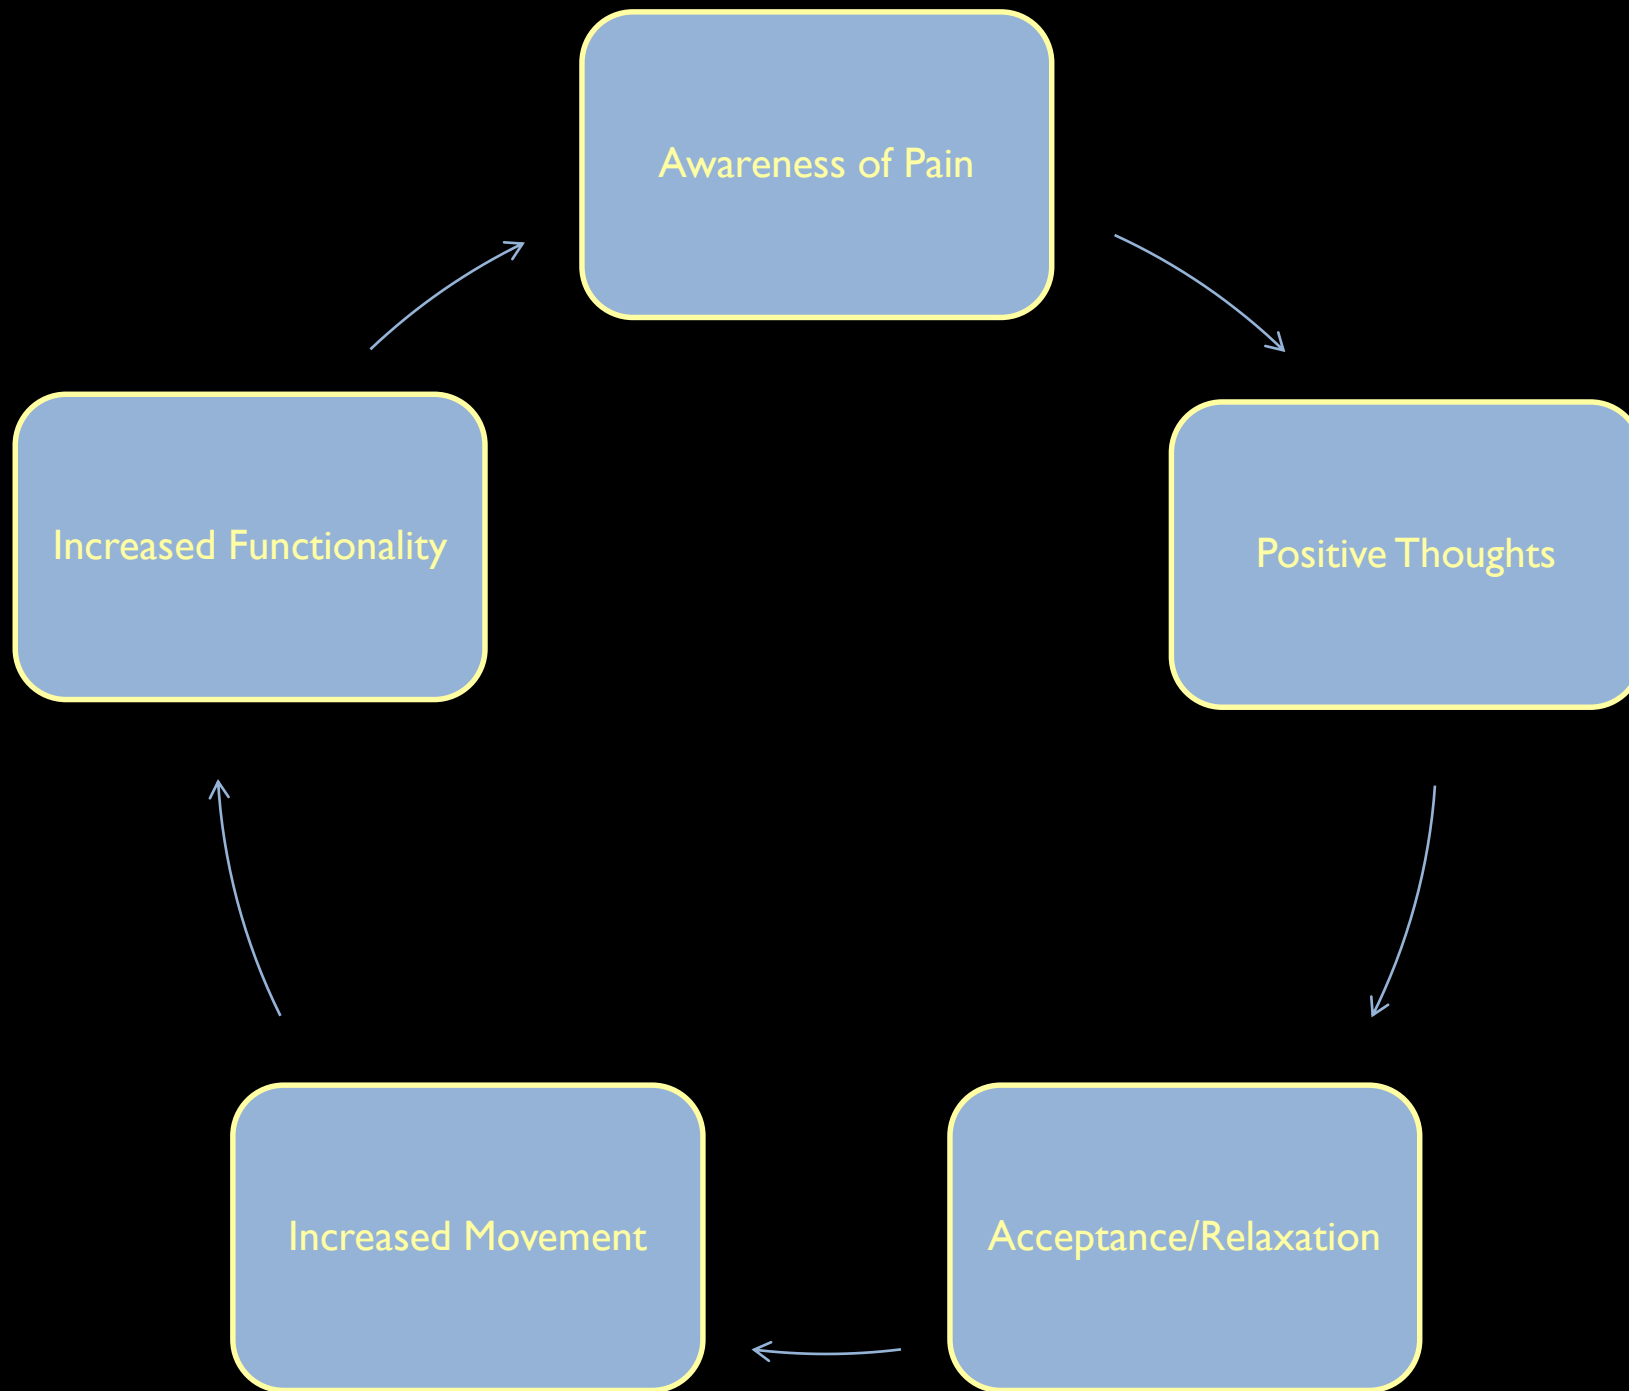 Awareness of Pain
Positive Thoughts
Acceptance/Relaxation
Increased Movement
Increased Functionality